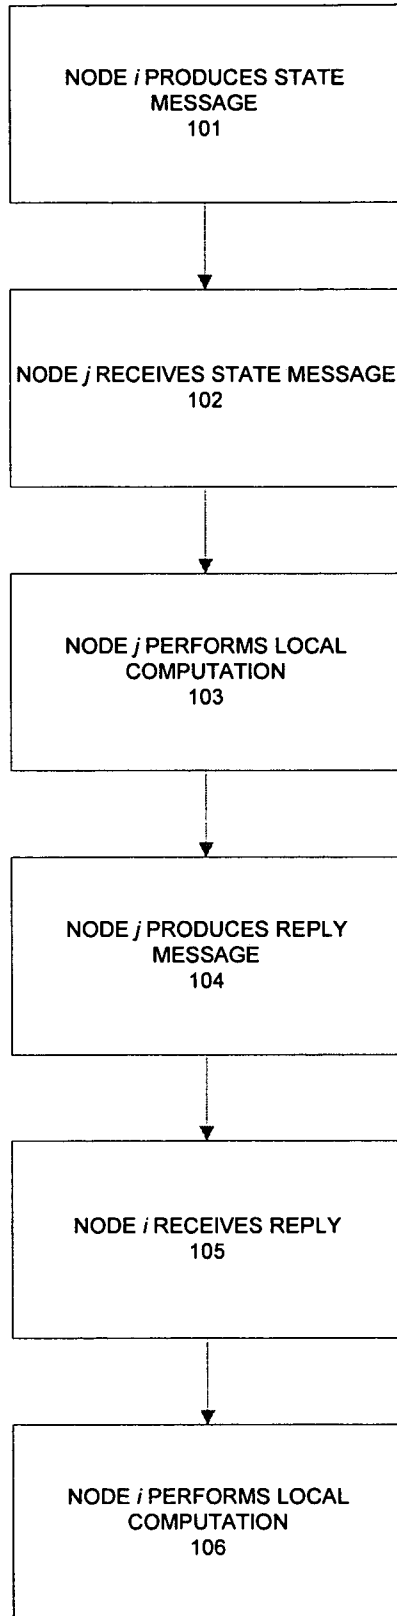 NODE i PRODUCES STATE
MESSAGE
101
NODE j RECEIVES STATE MESSAGE
102
NODE j PERFORMS LOCAL
COMPUTATION
103
NODE j PRODUCES REPLY
MESSAGE
104
NODE i RECEIVES REPLY
105
NODE i PERFORMS LOCAL
COMPUTATION
106